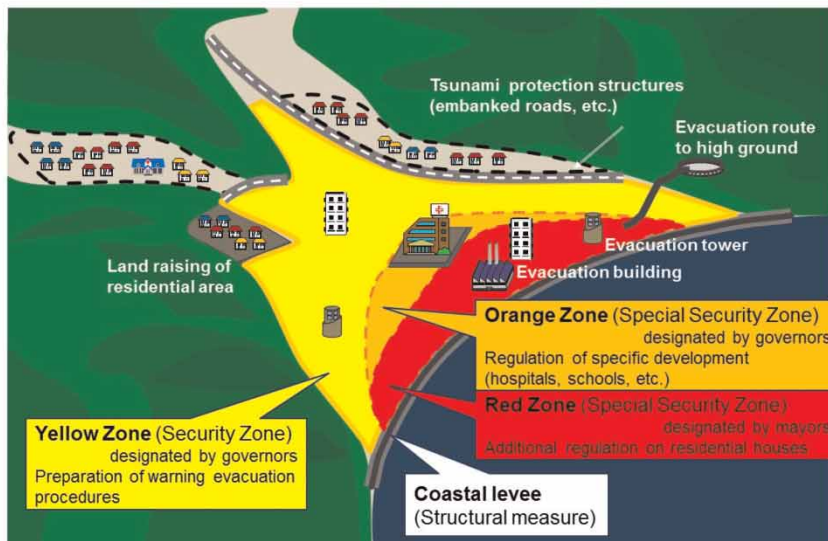 Tsunami protection structures
(embanked roads, etc.)
Evacuation route
to high ground
Land raising of
residential area
Evacuation tower
Evacuation building
Orange Zone (Special Security Zone)
designated by governors
Regulation of specific development
(hospitals, schools, etc.)
Red Zone (Special Security Zone)
designated by mayors
Additional regulation on residential houses
Yellow Zone (Security Zone)
designated by governors
Preparation of warning evacuation
procedures
Coastal levee
(Structural measure)